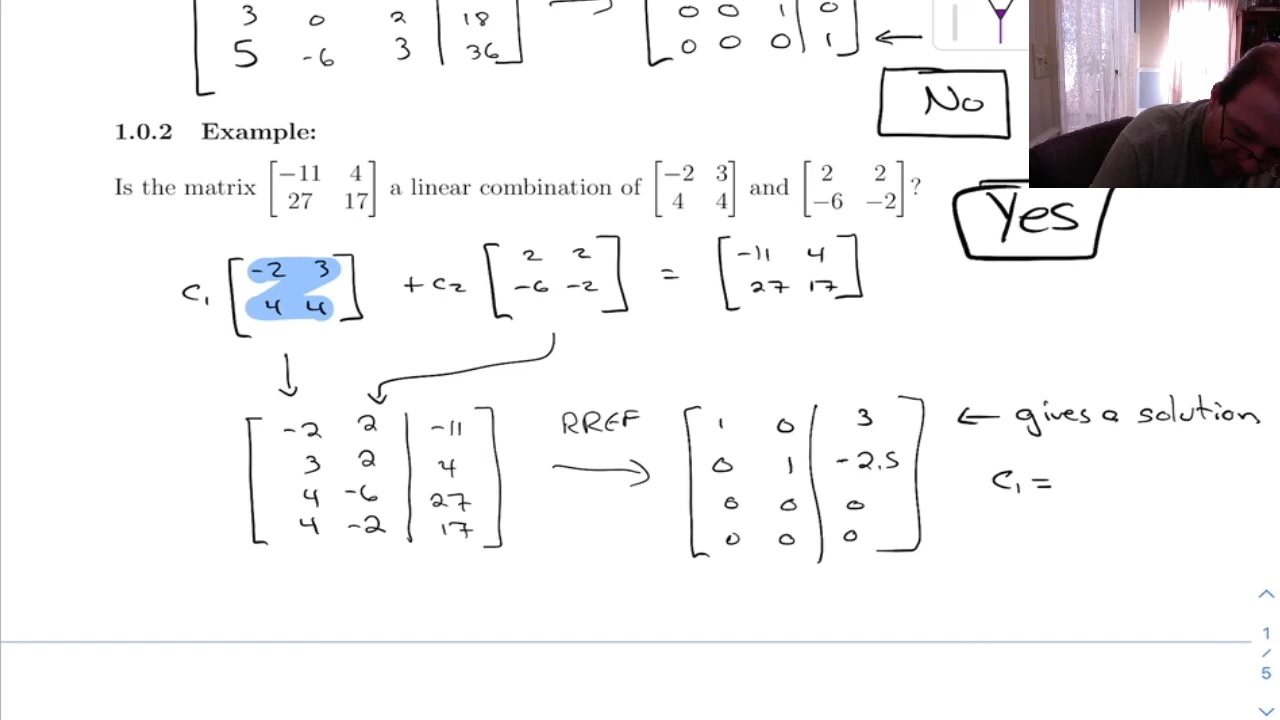 3 0 2 | 18
5 -6 3 | 36
0 0 1 | 0
0 0 0 | 1 ←
No
1.0.2 Example:
Is the matrix [-11 4; 27 17] a linear combination of [-2 3; 4 4] and [2 2; -6 -2]?
Yes
c₁ [-2 3; 4 4] + c₂ [2 2; -6 -2] = [-11 4; 27 17]
-2 2 | -11
3 2 | 4
4 -6 | 27
4 -2 | 17
RREF
1 0 | 3
0 1 | -2.5
0 0 | 0
0 0 | 0
← gives a solution
c₁ =
1
/
5